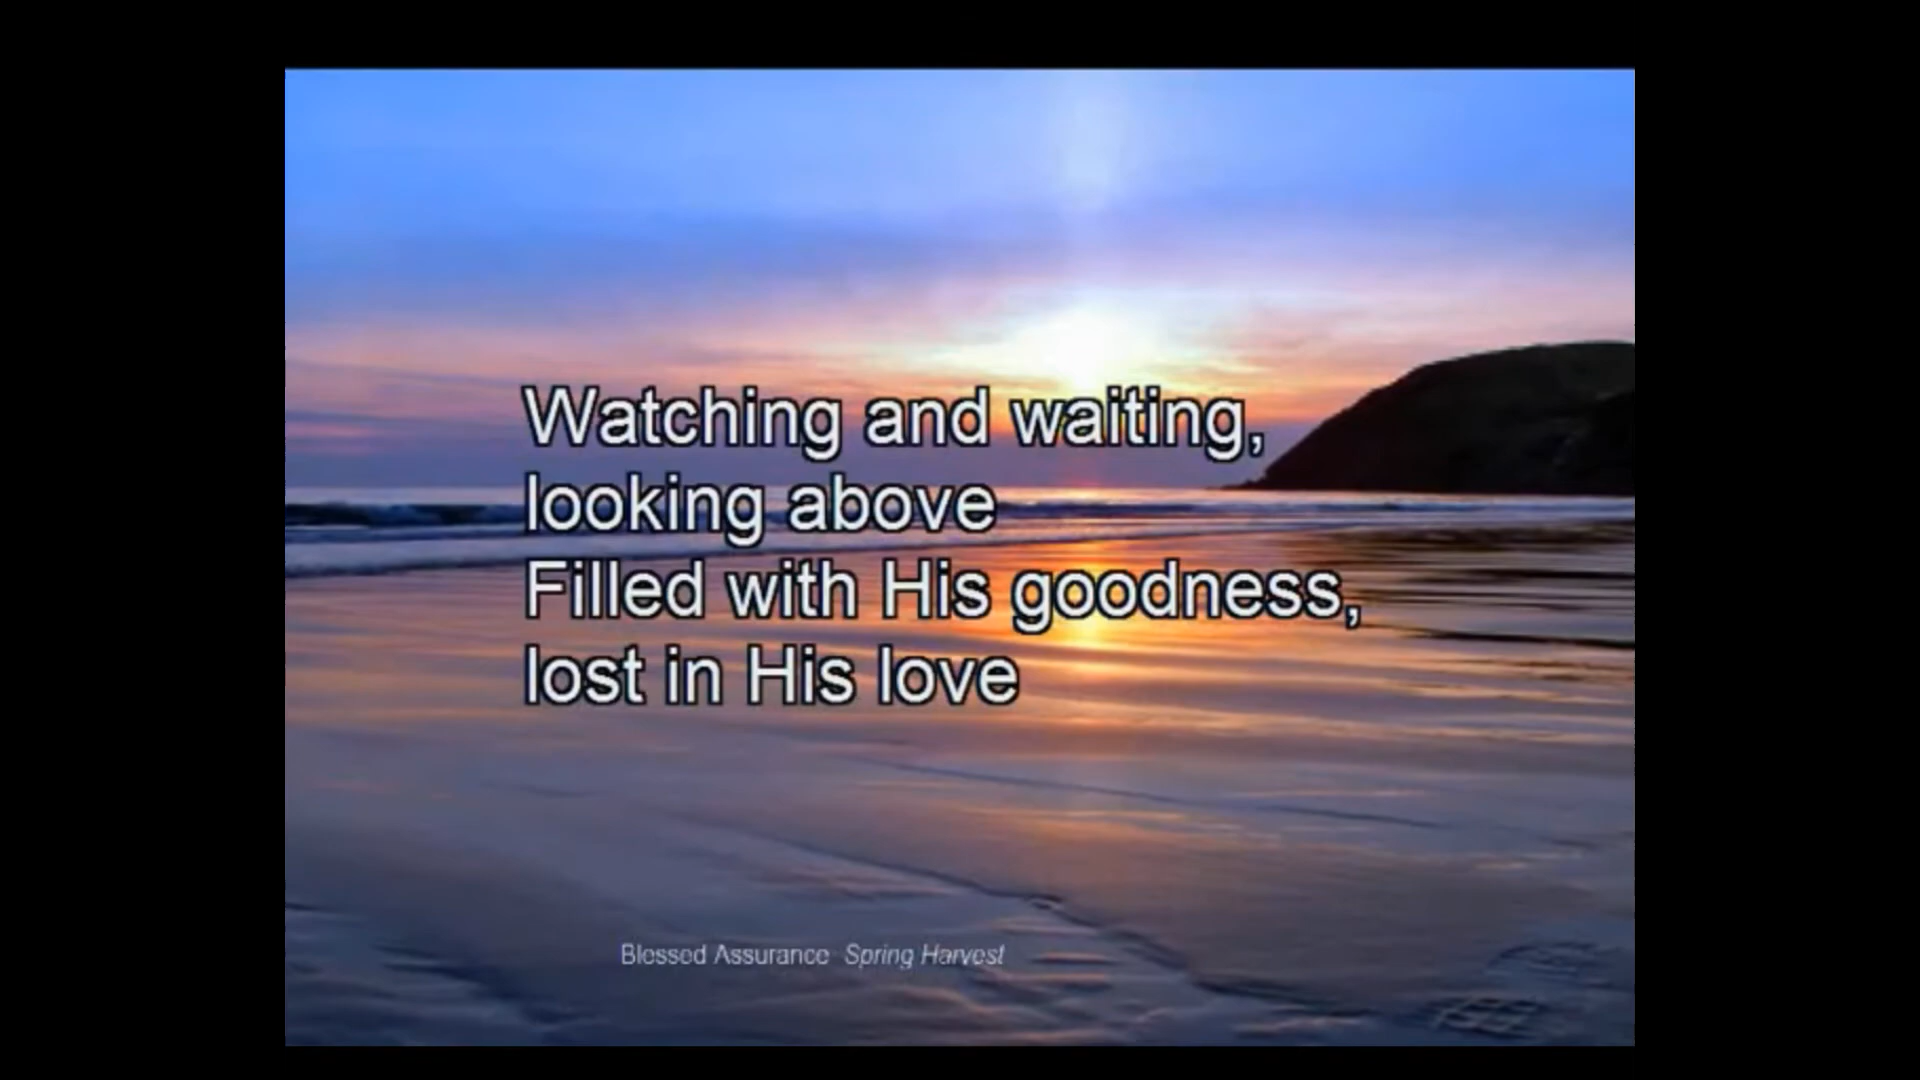 Watching and waiting,
looking above
Filled with His goodness,
lost in His love
Blessed Assurance Spring Harvest